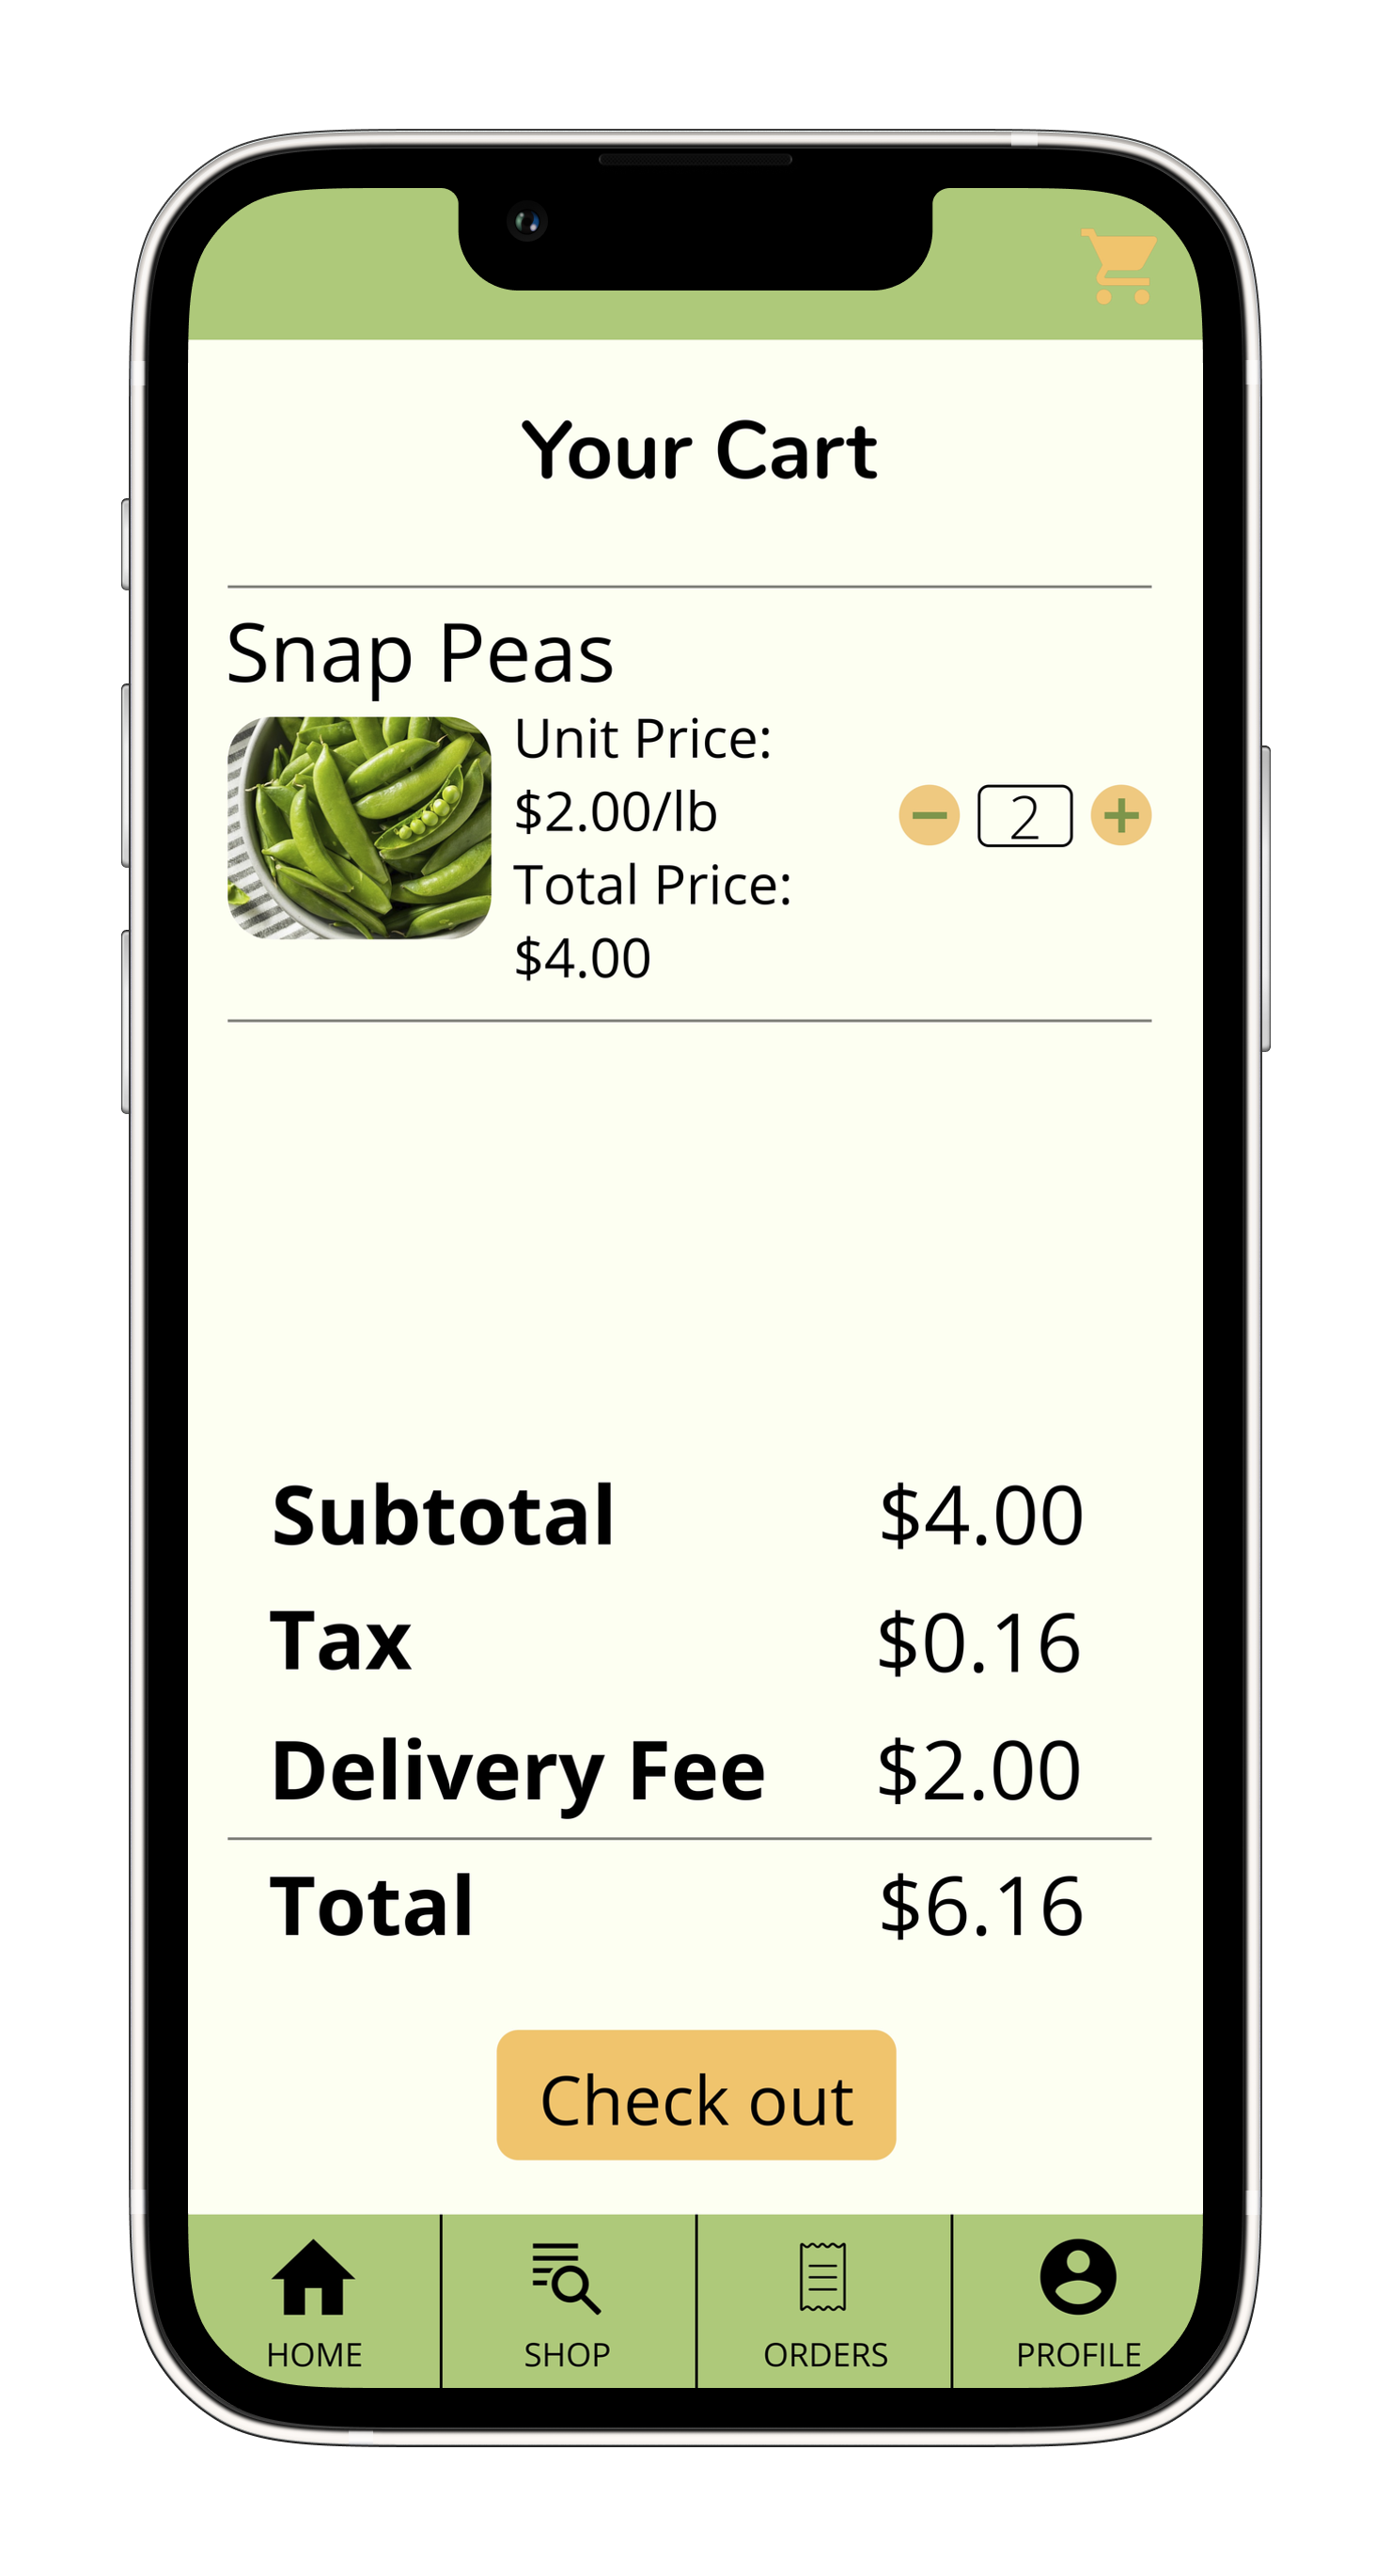 Your Cart
Snap Peas
Unit Price:
$2.00/lb
Total Price:
$4.00
2
Subtotal $4.00
Tax $0.16
Delivery Fee $2.00
Total $6.16
Check out
HOME SHOP ORDERS PROFILE